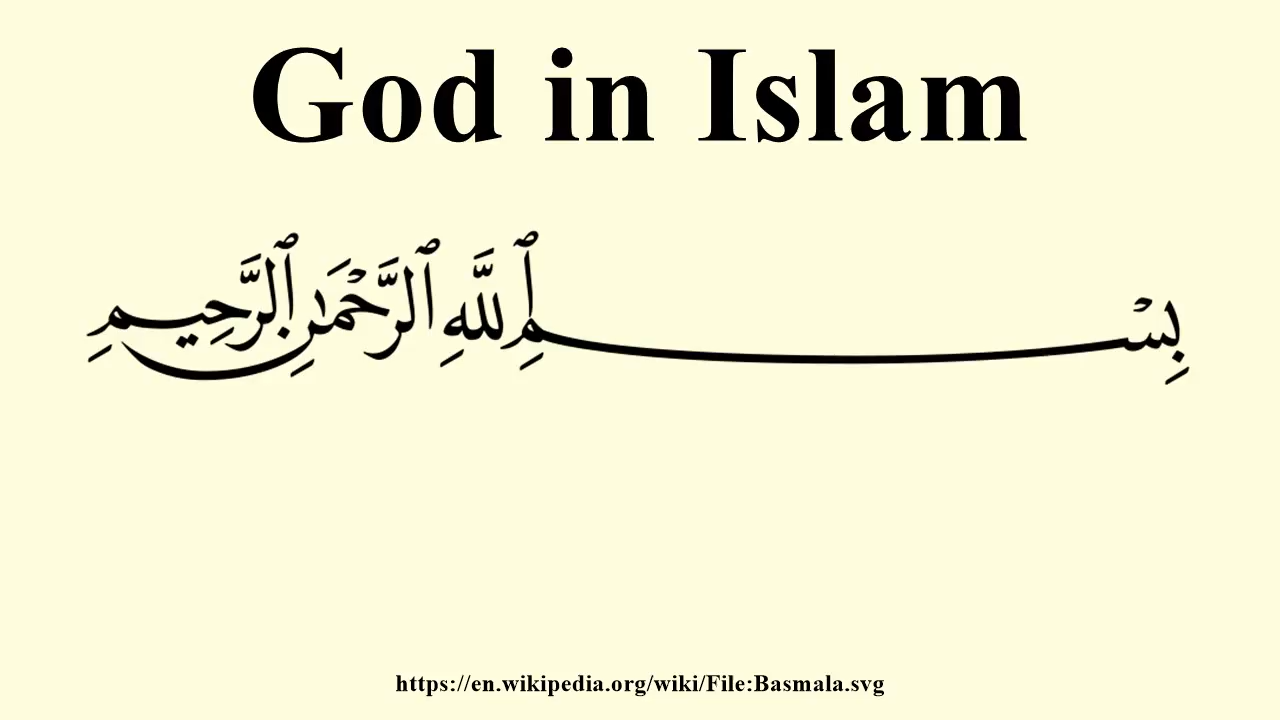 God in Islam
بِسْمِ ٱللَّهِ ٱلرَّحْمَٰنِ ٱلرَّحِيمِ
https://en.wikipedia.org/wiki/File:Basmala.svg